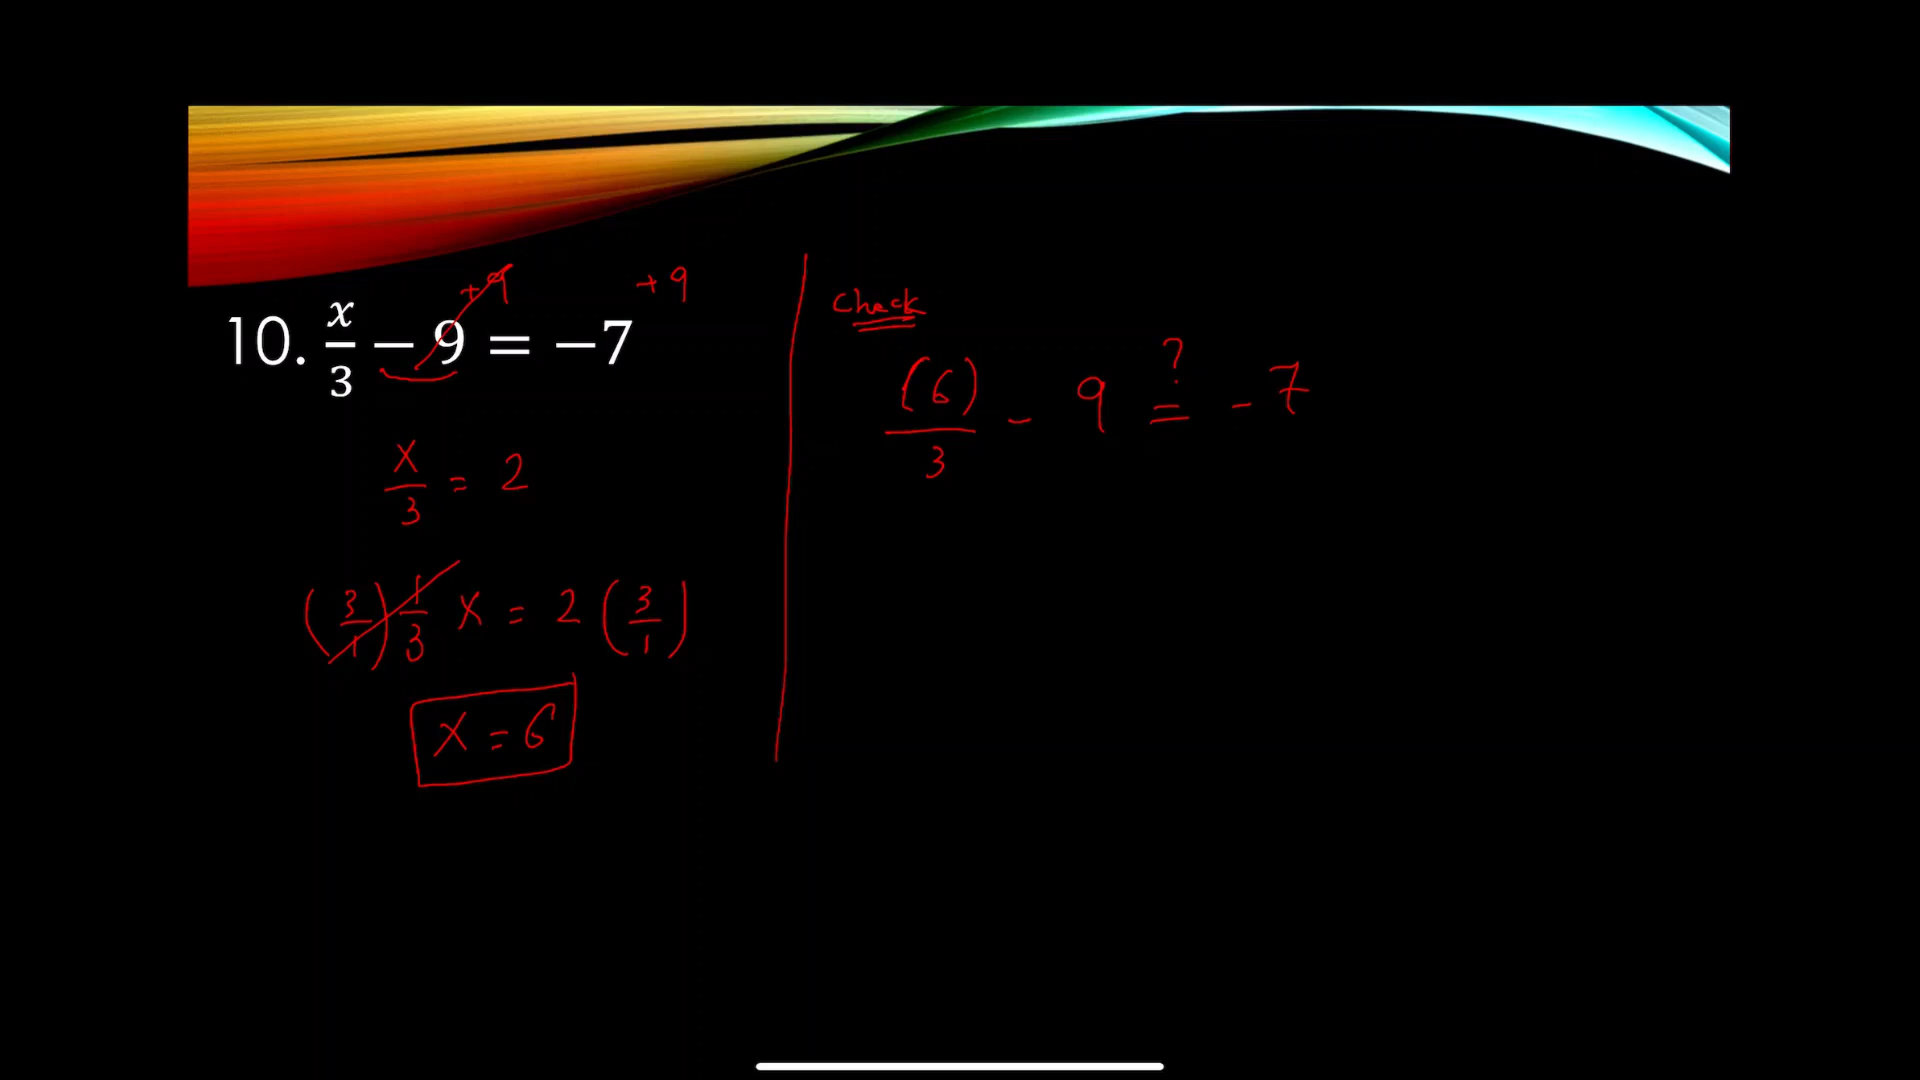 +9 +9
10. x/3 − 9 = −7
x/3 = 2
(3/1) 1/3 x = 2 (3/1)
x = 6
Check
(6)/3 - 9 ?= - 7